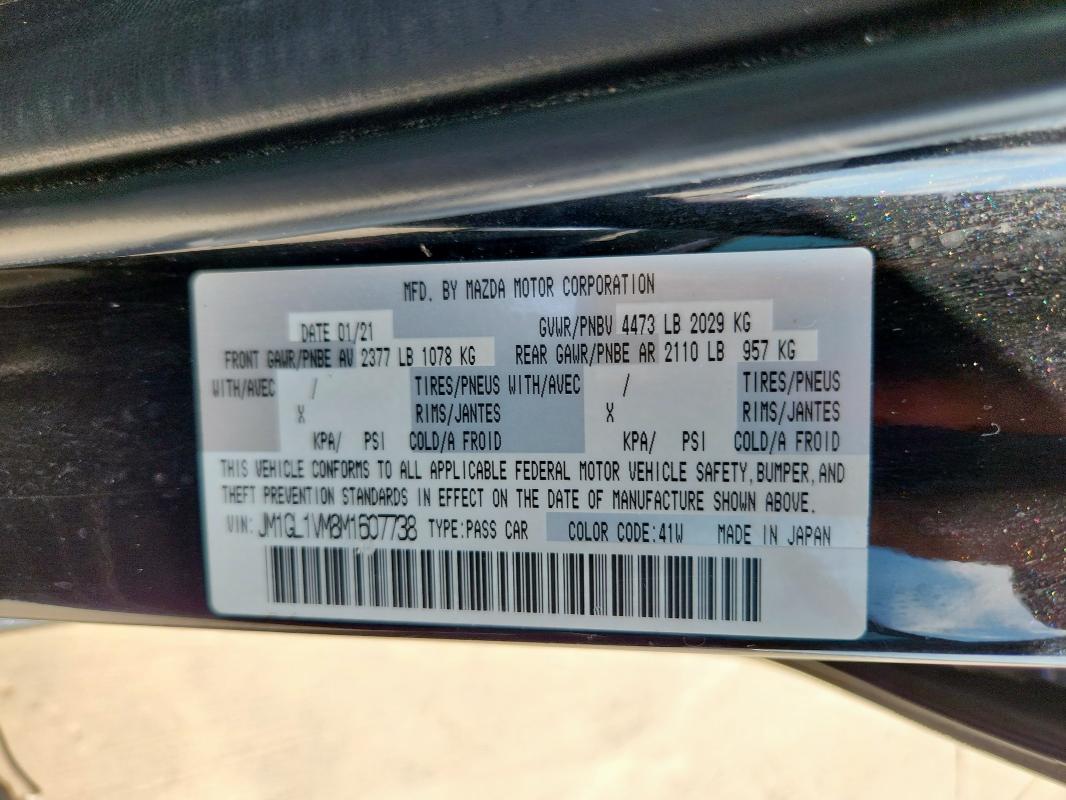 MFD. BY MAZDA MOTOR CORPORATION
DATE 01/21 GVWR/PNBV 4473 LB 2029 KG
FRONT GAWR/PNBE AV 2377 LB 1078 KG REAR GAWR/PNBE AR 2110 LB 957 KG
WITH/AVEC / TIRES/PNEUS WITH/AVEC / TIRES/PNEUS
X RIMS/JANTES X RIMS/JANTES
KPA/ PSI COLD/A FROID KPA/ PSI COLD/A FROID
THIS VEHICLE CONFORMS TO ALL APPLICABLE FEDERAL MOTOR VEHICLE SAFETY, BUMPER, AND
THEFT PREVENTION STANDARDS IN EFFECT ON THE DATE OF MANUFACTURE SHOWN ABOVE.
VIN: JM1GL1VM8M1607738 TYPE:PASS CAR COLOR CODE:41W MADE IN JAPAN